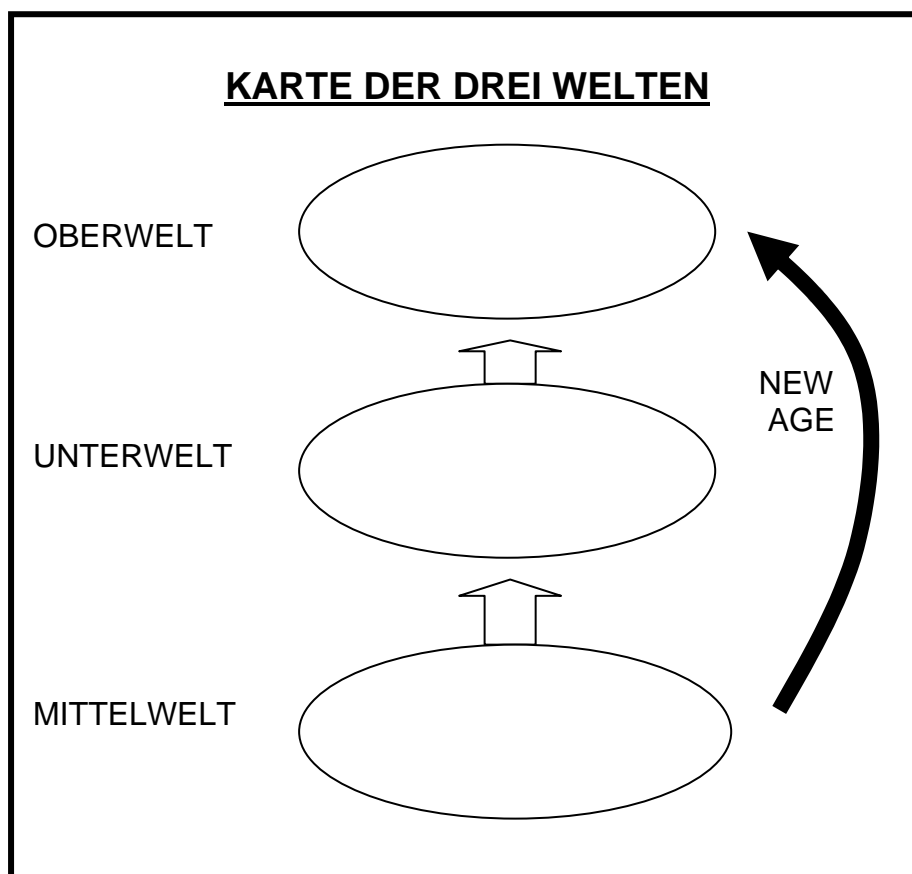 KARTE DER DREI WELTEN
OBERWELT
NEW
AGE
UNTERWELT
MITTELWELT